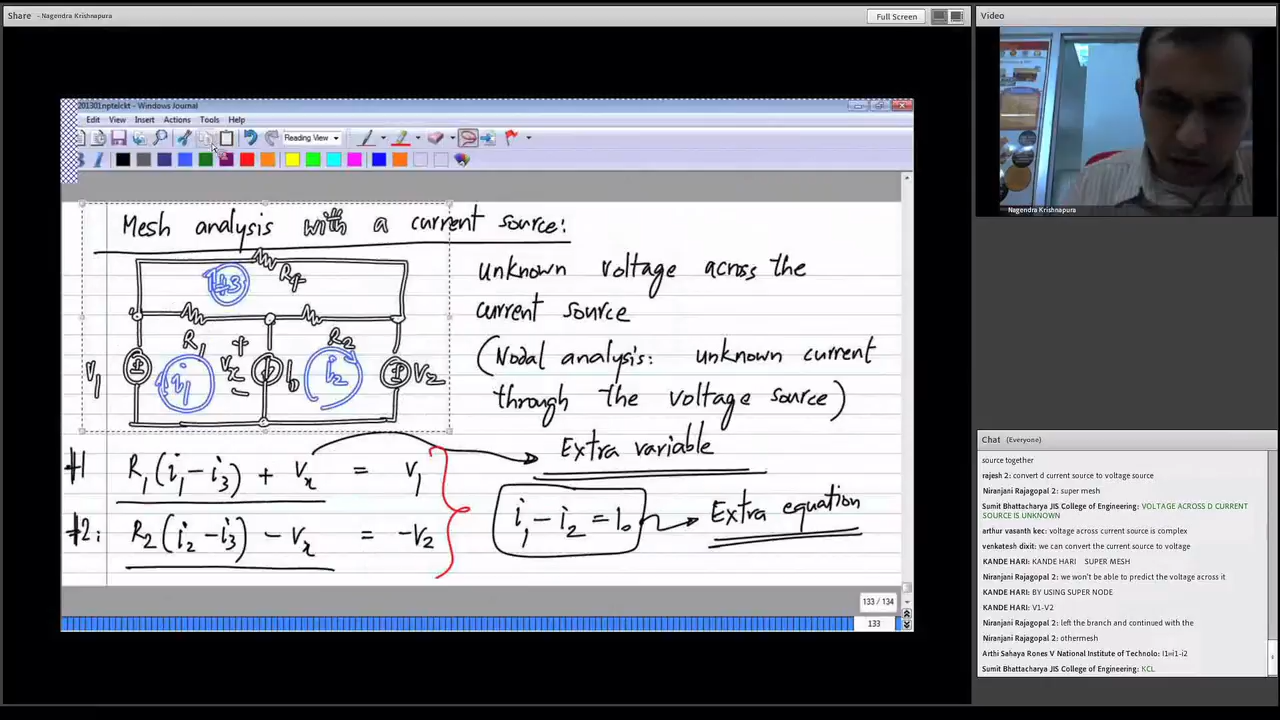 Share - Nagendra Krishnapura
Full Screen
Video
Nagendra Krishnapura
201301nptelckt - Windows Journal
Edit View Insert Actions Tools Help
Reading View
Mesh analysis with a current source:
R4
i3
R1
R2
V1
i1
+
Vx
-
I0
i2
V2
unknown voltage across the
current source
(Nodal analysis: unknown current
through the voltage source)
#1 R1(i1-i3) + Vx = V1
Extra variable
#2: R2(i2-i3) - Vx = -V2
i1-i2 = I0
Extra equation
133 / 134
133
Chat (Everyone)
source together
rajesh 2: convert d current source to voltage source
Niranjani Rajagopal 2: super mesh
Sumit Bhattacharya JIS College of Engineering: VOLTAGE ACROSS D CURRENT
SOURCE IS UNKNOWN
arthur vasanth kec: voltage across current source is complex
venkatesh dixit: we can convert the current source to voltage
KANDE HARI: KANDE HARI SUPER MESH
Niranjani Rajagopal 2: we won't be able to predict the voltage across it
KANDE HARI: BY USING SUPER NODE
KANDE HARI: V1-V2
Niranjani Rajagopal 2: left the branch and continued with the
Niranjani Rajagopal 2: othermesh
Arthi Sahaya Rones V National Institute of Technolo: I1=i1-i2
Sumit Bhattacharya JIS College of Engineering: KCL